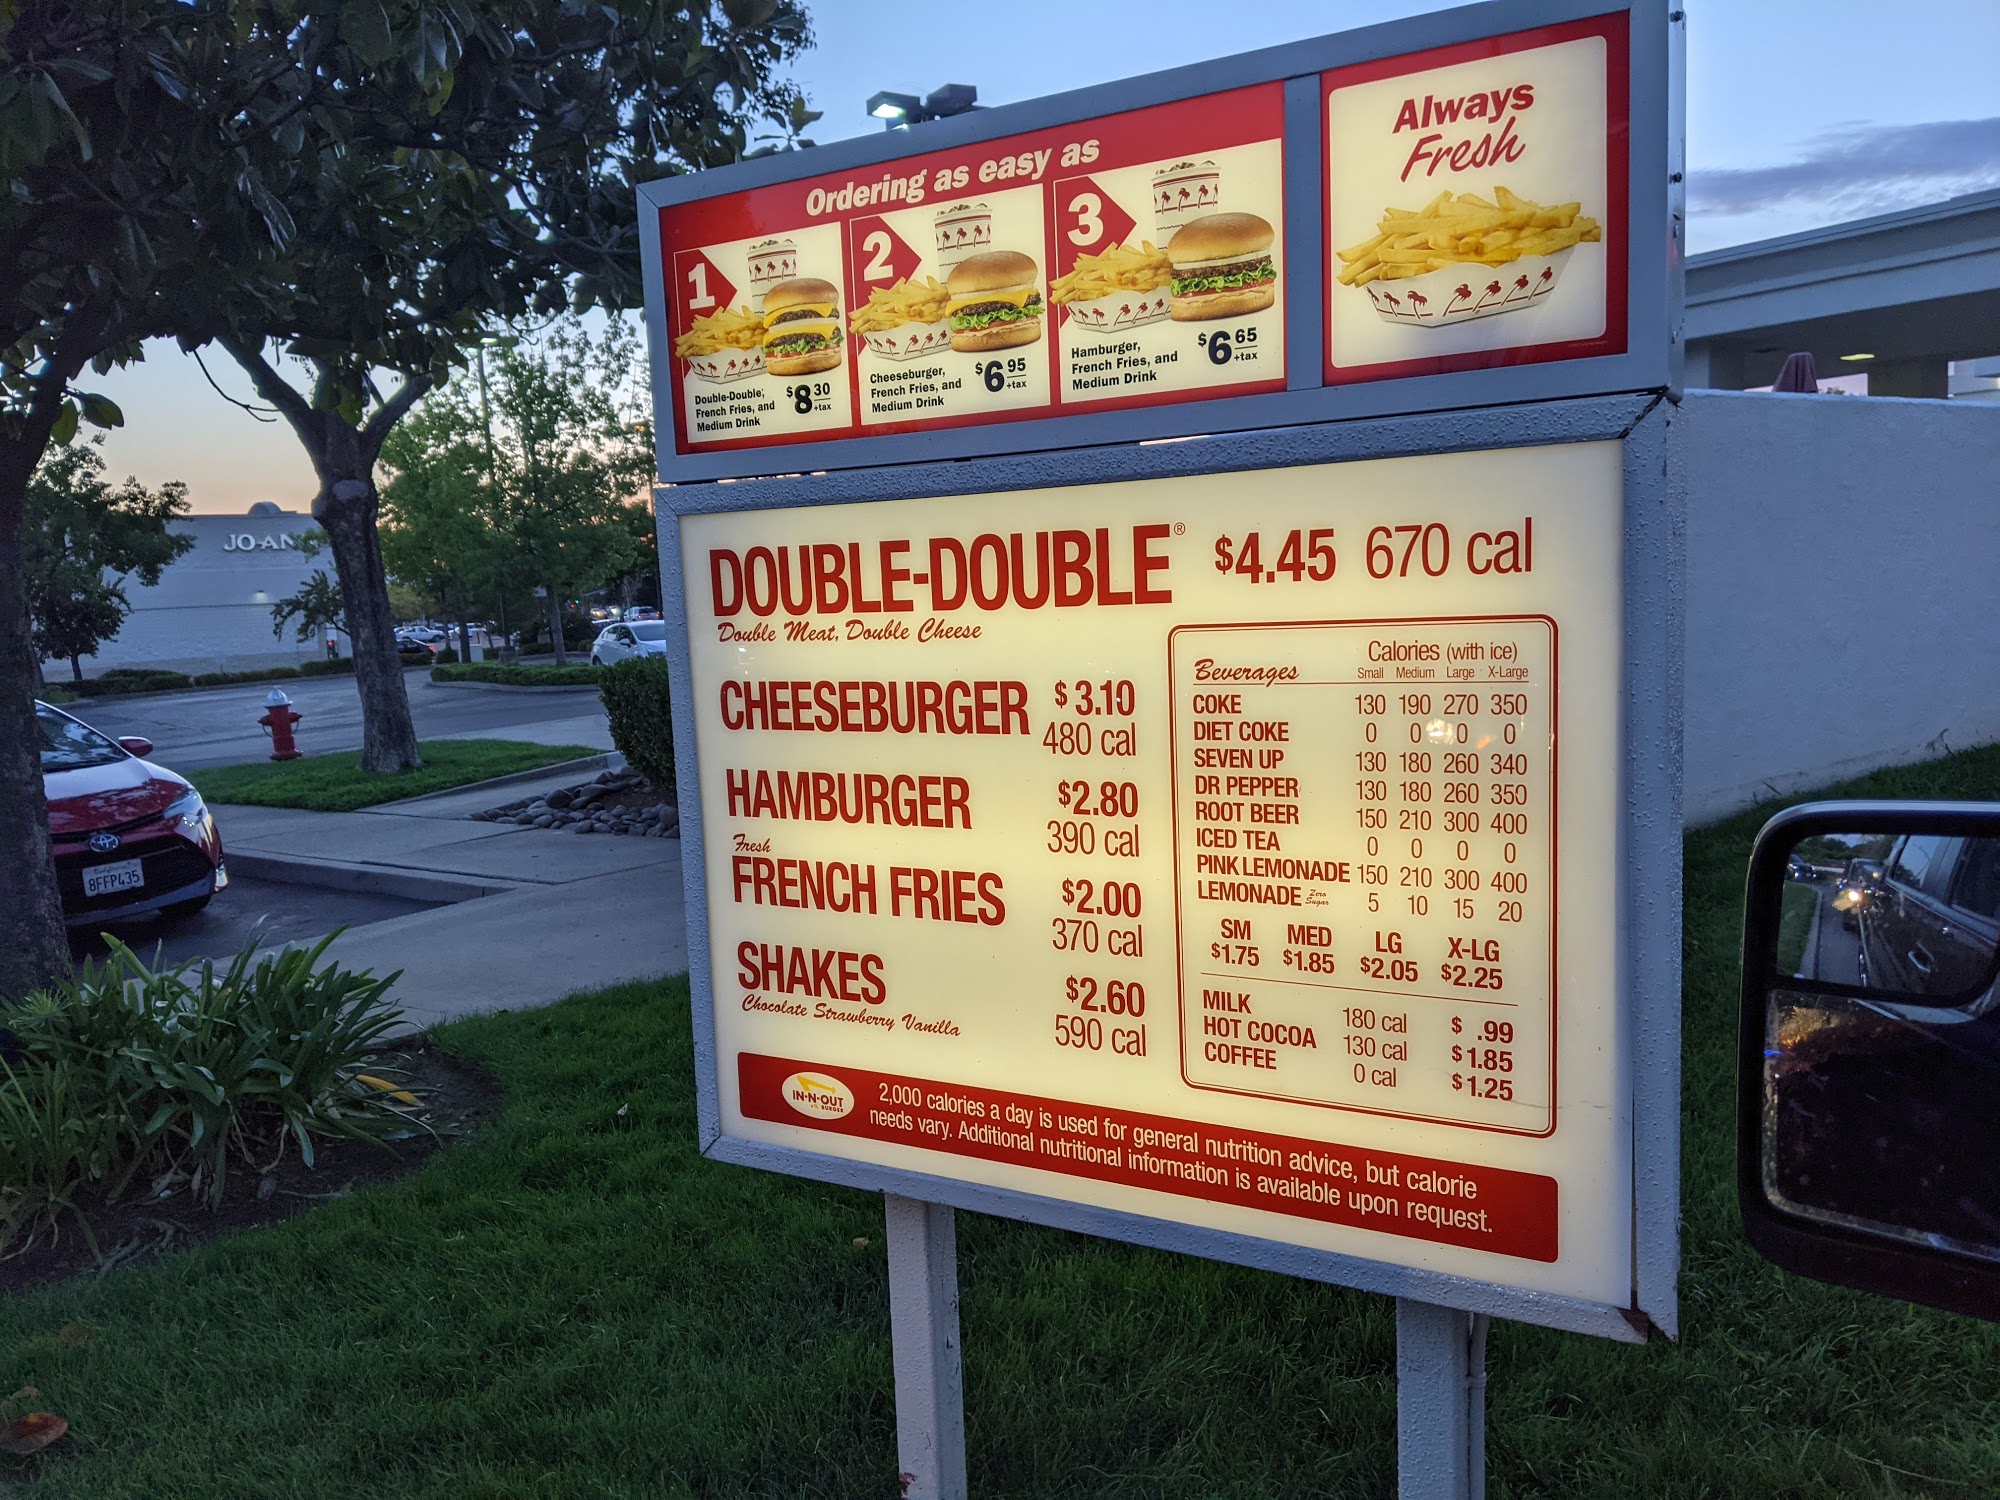 Ordering as easy as
1
Double-Double,
French Fries, and
Medium Drink
$8 30
+tax
2
Cheeseburger,
French Fries, and
Medium Drink
$6 95
+tax
3
Hamburger,
French Fries, and
Medium Drink
$6 65
+tax
Always
Fresh
DOUBLE-DOUBLE® $4.45 670 cal
Double Meat, Double Cheese
CHEESEBURGER $3.10
480 cal
HAMBURGER $2.80
390 cal
Fresh
FRENCH FRIES $2.00
370 cal
SHAKES $2.60
Chocolate Strawberry Vanilla 590 cal
Calories (with ice)
Beverages Small Medium Large X-Large
COKE 130 190 270 350
DIET COKE 0 0 0 0
SEVEN UP 130 180 260 340
DR PEPPER 130 180 260 350
ROOT BEER 150 210 300 400
ICED TEA 0 0 0 0
PINK LEMONADE 150 210 300 400
LEMONADE Zero Sugar 5 10 15 20
SM MED LG X-LG
$1.75 $1.85 $2.05 $2.25
MILK 180 cal $ .99
HOT COCOA 130 cal $1.85
COFFEE 0 cal $1.25
IN-N-OUT
BURGER
2,000 calories a day is used for general nutrition advice, but calorie
needs vary. Additional nutritional information is available upon request.
JO-AN
8FFP435